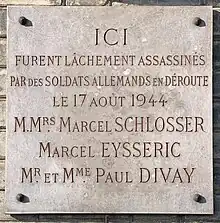 ICI
FURENT LÂCHEMENT ASSASSINÉS
PAR DES SOLDATS ALLEMANDS EN DÉROUTE
LE 17 AOÛT 1944
M.MRS MARCEL SCHLOSSER
MARCEL EYSSERIC
MR ET MME PAUL DIVAY